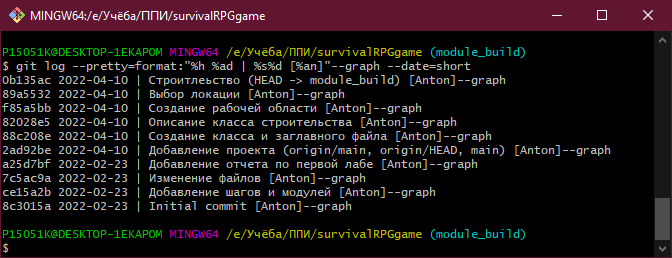 MINGW64:/e/Учёба/ППИ/survivalRPGgame
P15051K@DESKTOP-1EKAPOM MINGW64 /e/Учёба/ППИ/survivalRPGgame (module_build)
$ git log --pretty=format:"%h %ad | %s%d [%an]"--graph --date=short
0b135ac 2022-04-10 | Строитлеьство (HEAD -> module_build) [Anton]--graph
89a5532 2022-04-10 | Выбор локации [Anton]--graph
f85a5bb 2022-04-10 | Создание рабочей области [Anton]--graph
82028e5 2022-04-10 | Описание класса строительства [Anton]--graph
88c208e 2022-04-10 | Создание класса и заглавного файла [Anton]--graph
2ad92be 2022-04-10 | Добавление проекта (origin/main, origin/HEAD, main) [Anton]--graph
a25d7bf 2022-02-23 | Добавление отчета по первой лабе [Anton]--graph
7c5ac9a 2022-02-23 | Изменение файлов [Anton]--graph
ce15a2b 2022-02-23 | Добавление шагов и модулей [Anton]--graph
8c3015a 2022-02-23 | Initial commit [Anton]--graph
P15051K@DESKTOP-1EKAPOM MINGW64 /e/Учёба/ППИ/survivalRPGgame (module_build)
$